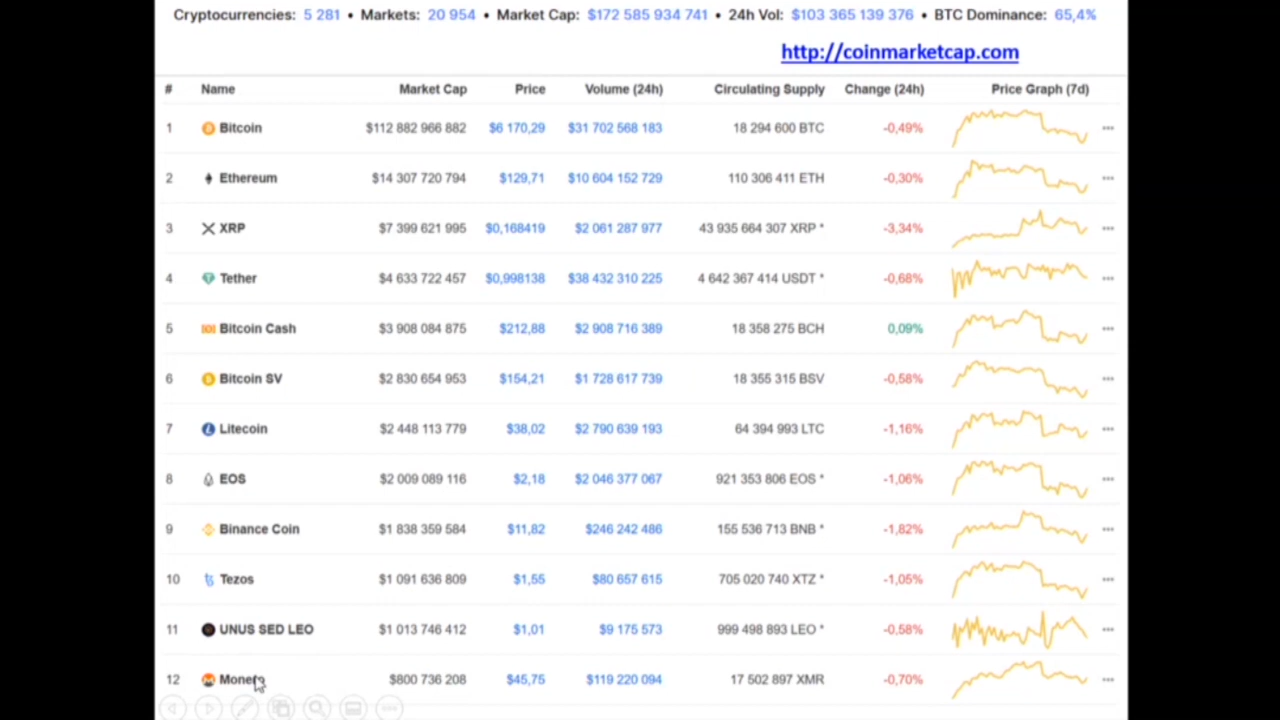 Cryptocurrencies: 5 281 • Markets: 20 954 • Market Cap: $172 585 934 741 • 24h Vol: $103 365 139 376 • BTC Dominance: 65,4%
http://coinmarketcap.com
# Name Market Cap Price Volume (24h) Circulating Supply Change (24h) Price Graph (7d)
1 Bitcoin $112 882 966 882 $6 170,29 $31 702 568 183 18 294 600 BTC -0,49%
2 Ethereum $14 307 720 794 $129,71 $10 604 152 729 110 306 411 ETH -0,30%
3 XRP $7 399 621 995 $0,168419 $2 061 287 977 43 935 664 307 XRP * -3,34%
4 Tether $4 633 722 457 $0,998138 $38 432 310 225 4 642 367 414 USDT * -0,68%
5 Bitcoin Cash $3 908 084 875 $212,88 $2 908 716 389 18 358 275 BCH 0,09%
6 Bitcoin SV $2 830 654 953 $154,21 $1 728 617 739 18 355 315 BSV -0,58%
7 Litecoin $2 448 113 779 $38,02 $2 790 639 193 64 394 993 LTC -1,16%
8 EOS $2 009 089 116 $2,18 $2 046 377 067 921 353 806 EOS * -1,06%
9 Binance Coin $1 838 359 584 $11,82 $246 242 486 155 536 713 BNB * -1,82%
10 Tezos $1 091 636 809 $1,55 $80 657 615 705 020 740 XTZ * -1,05%
11 UNUS SED LEO $1 013 746 412 $1,01 $9 175 573 999 498 893 LEO * -0,58%
12 Monero $800 736 208 $45,75 $119 220 094 17 502 897 XMR -0,70%